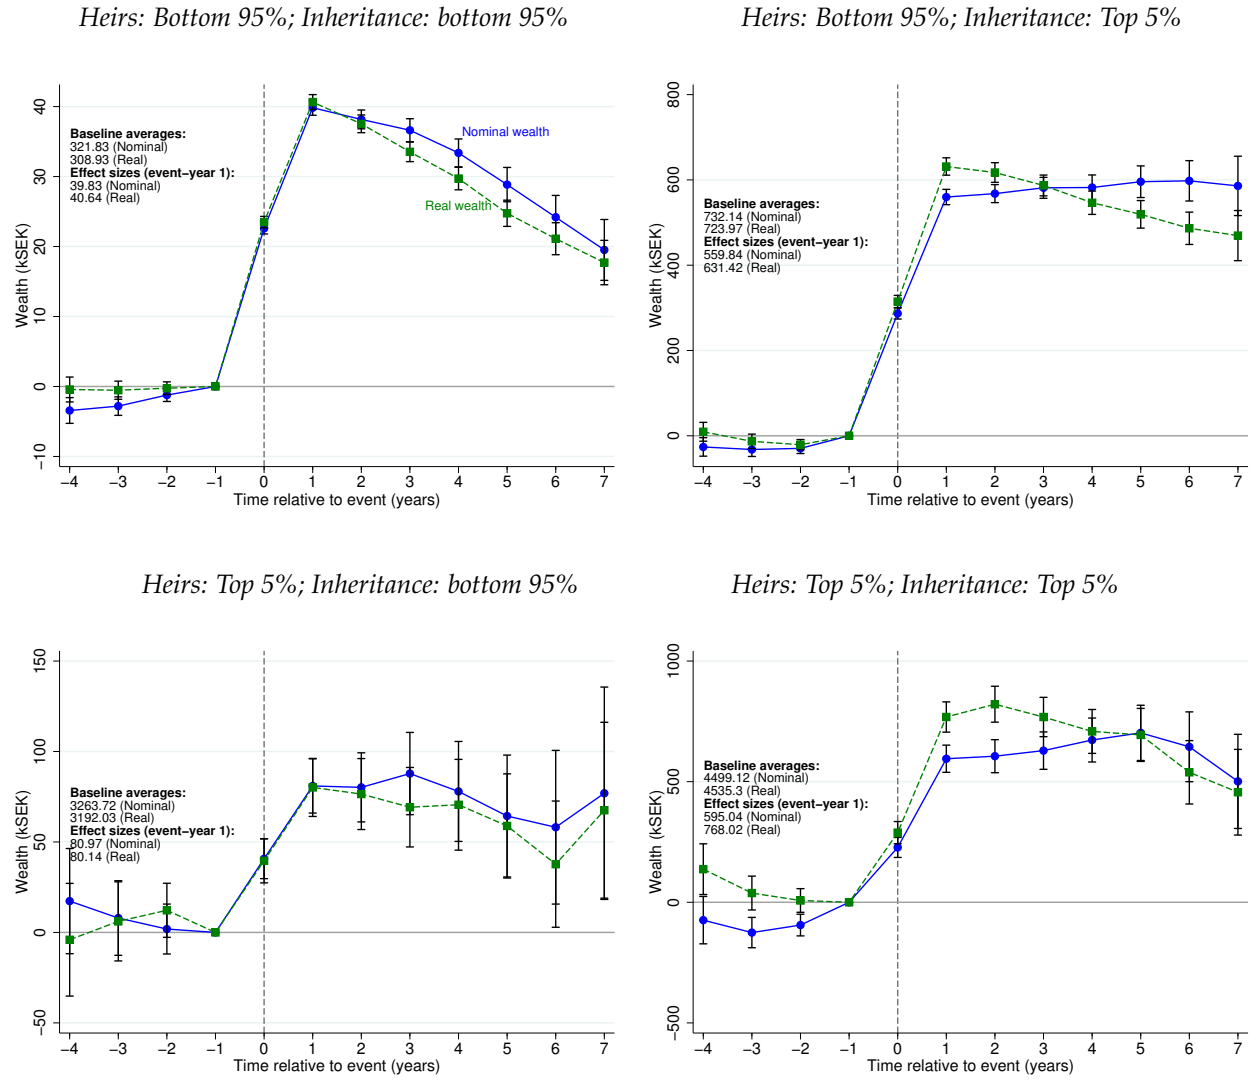 Heirs: Bottom 95%; Inheritance: bottom 95%
Wealth (kSEK)
40
30
20
10
0
−10
Baseline averages:
321.83 (Nominal)
308.93 (Real)
Effect sizes (event−year 1):
39.83 (Nominal)
40.64 (Real)
Nominal wealth
Real wealth
−4 −3 −2 −1 0 1 2 3 4 5 6 7
Time relative to event (years)
Heirs: Bottom 95%; Inheritance: Top 5%
Wealth (kSEK)
800
600
400
200
0
Baseline averages:
732.14 (Nominal)
723.97 (Real)
Effect sizes (event−year 1):
559.84 (Nominal)
631.42 (Real)
−4 −3 −2 −1 0 1 2 3 4 5 6 7
Time relative to event (years)
Heirs: Top 5%; Inheritance: bottom 95%
Wealth (kSEK)
150
100
50
0
−50
Baseline averages:
3263.72 (Nominal)
3192.03 (Real)
Effect sizes (event−year 1):
80.97 (Nominal)
80.14 (Real)
−4 −3 −2 −1 0 1 2 3 4 5 6 7
Time relative to event (years)
Heirs: Top 5%; Inheritance: Top 5%
Wealth (kSEK)
1000
500
0
−500
Baseline averages:
4499.12 (Nominal)
4535.3 (Real)
Effect sizes (event−year 1):
595.04 (Nominal)
768.02 (Real)
−4 −3 −2 −1 0 1 2 3 4 5 6 7
Time relative to event (years)